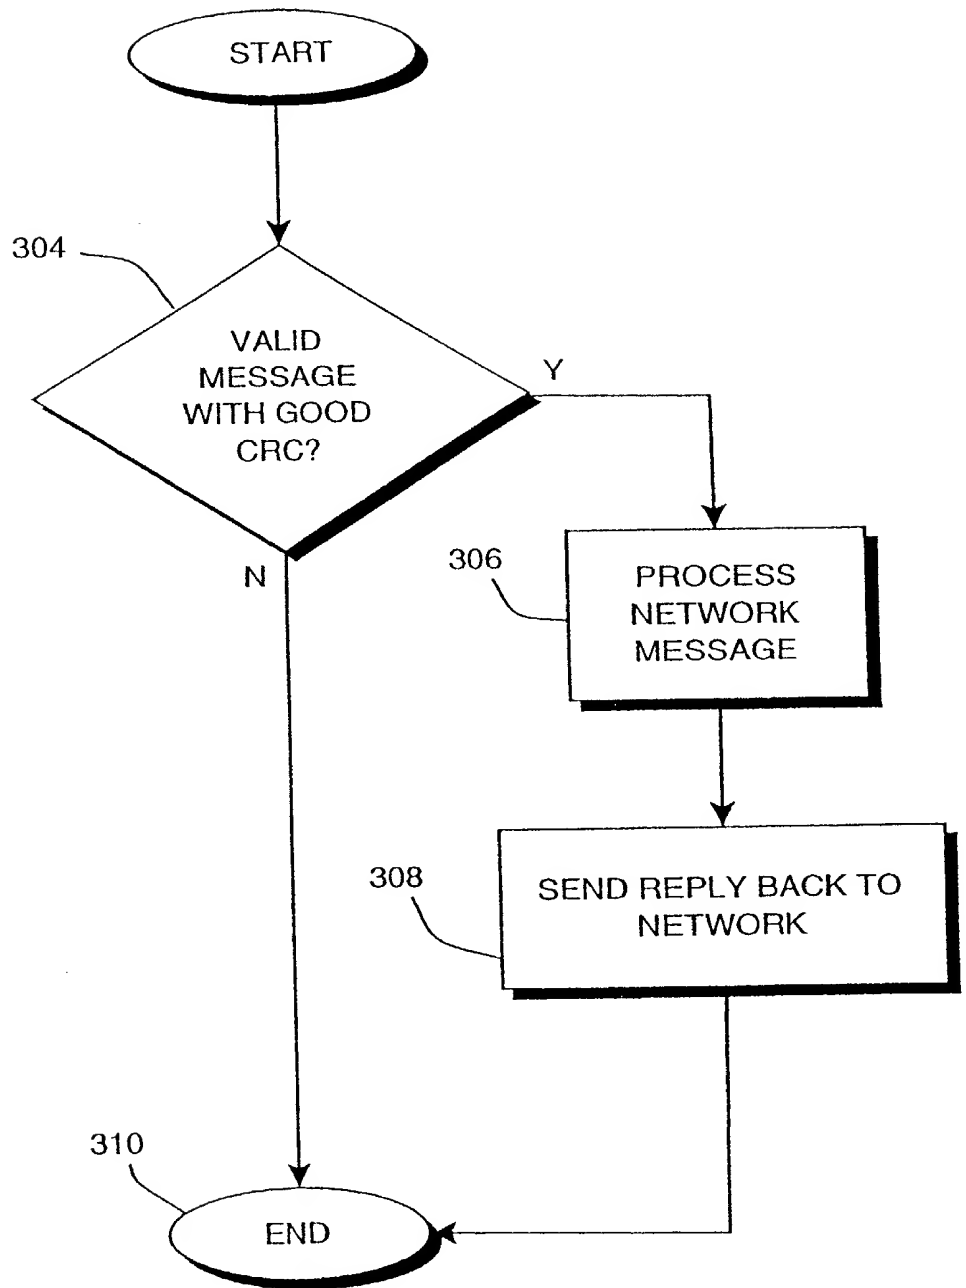 START
304
VALID
MESSAGE
WITH GOOD
CRC?
Y
N
306
PROCESS
NETWORK
MESSAGE
308
SEND REPLY BACK TO
NETWORK
310
END